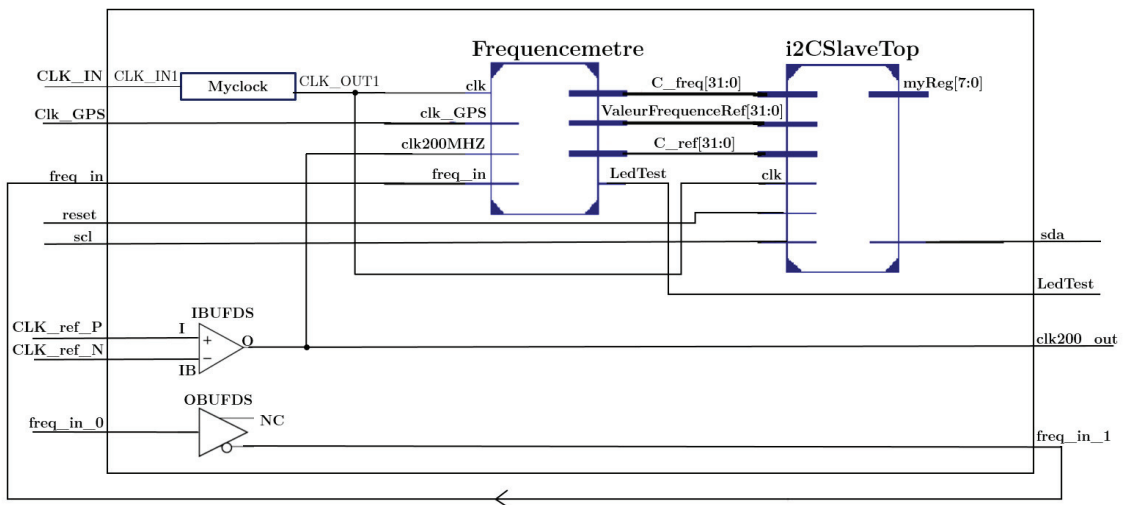 Frequencemetre
i2CSlaveTop
CLK_IN
CLK_IN1
Myclock
CLK_OUT1
clk
C_freq[31:0]
myReg[7:0]
Clk_GPS
clk_GPS
ValeurFrequenceRef[31:0]
clk200MHZ
C_ref[31:0]
freq_in
freq_in
LedTest
clk
reset
scl
sda
LedTest
IBUFDS
CLK_ref_P
I
+
O
clk200_out
CLK_ref_N
−
IB
OBUFDS
freq_in_0
NC
freq_in_1